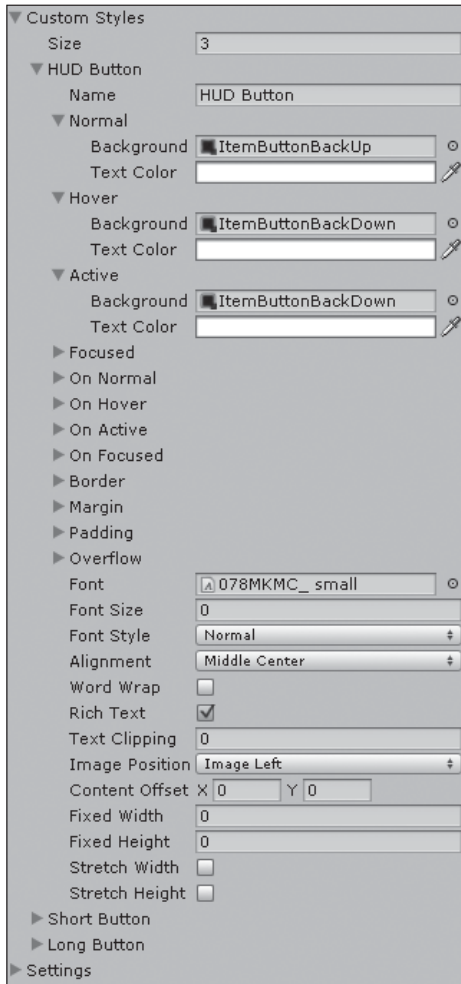 Custom Styles
Size 3
HUD Button
Name HUD Button
Normal
Background ItemButtonBackUp
Text Color
Hover
Background ItemButtonBackDown
Text Color
Active
Background ItemButtonBackDown
Text Color
Focused
On Normal
On Hover
On Active
On Focused
Border
Margin
Padding
Overflow
Font 078MKMC_ small
Font Size 0
Font Style Normal
Alignment Middle Center
Word Wrap
Rich Text
Text Clipping 0
Image Position Image Left
Content Offset X 0 Y 0
Fixed Width 0
Fixed Height 0
Stretch Width
Stretch Height
Short Button
Long Button
Settings